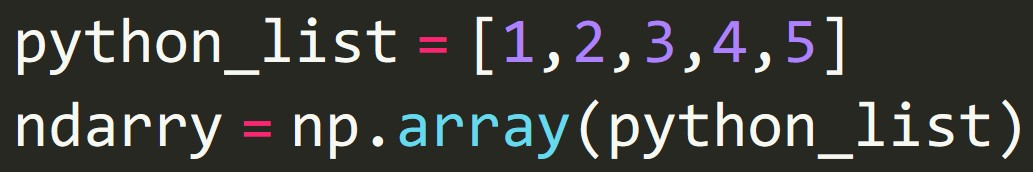 python_list = [1,2,3,4,5]
ndarry = np.array(python_list)